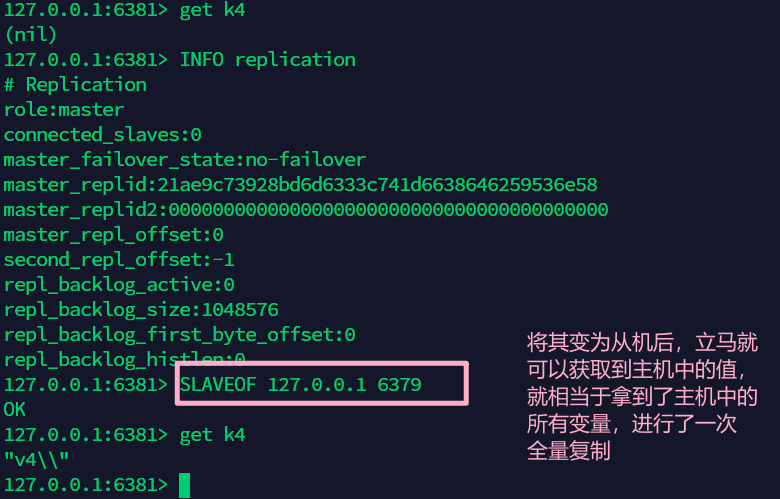 127.0.0.1:6381> get k4
(nil)
127.0.0.1:6381> INFO replication
# Replication
role:master
connected_slaves:0
master_failover_state:no-failover
master_replid:21ae9c73928bd6d6333c741d6638646259536e58
master_replid2:0000000000000000000000000000000000000000
master_repl_offset:0
second_repl_offset:-1
repl_backlog_active:0
repl_backlog_size:1048576
repl_backlog_first_byte_offset:0
repl_backlog_histlen:0
127.0.0.1:6381> SLAVEOF 127.0.0.1 6379
OK
127.0.0.1:6381> get k4
"v4\\"
127.0.0.1:6381>
将其变为从机后，立马就
可以获取到主机中的值，
就相当于拿到了主机中的
所有变量，进行了一次
全量复制